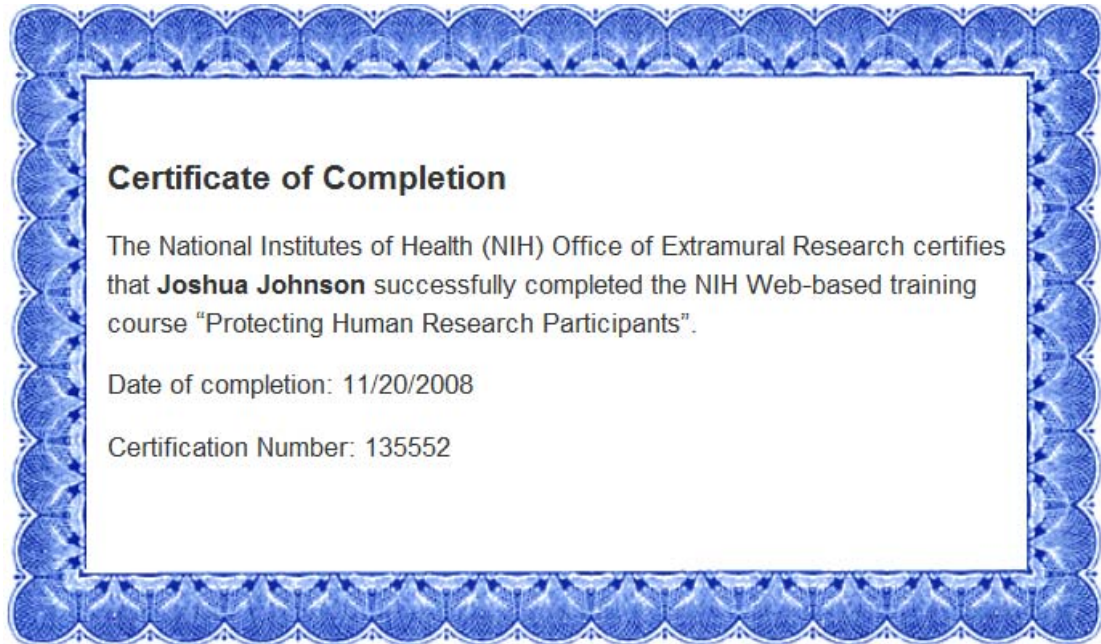 Certificate of Completion
The National Institutes of Health (NIH) Office of Extramural Research certifies
that Joshua Johnson successfully completed the NIH Web-based training
course “Protecting Human Research Participants”.
Date of completion: 11/20/2008
Certification Number: 135552